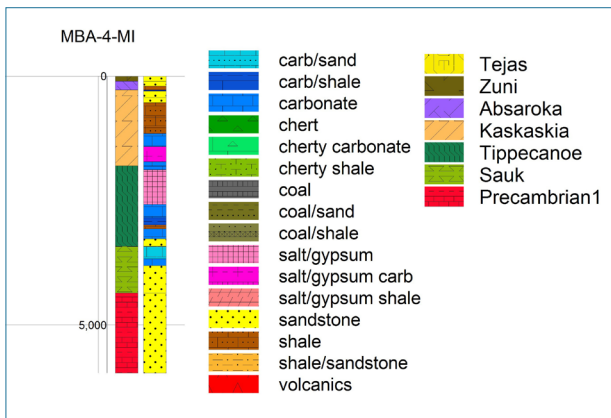 MBA-4-MI
0
5,000
carb/sand
carb/shale
carbonate
chert
cherty carbonate
cherty shale
coal
coal/sand
coal/shale
salt/gypsum
salt/gypsum carb
salt/gypsum shale
sandstone
shale
shale/sandstone
volcanics
Tejas
Zuni
Absaroka
Kaskaskia
Tippecanoe
Sauk
Precambrian1